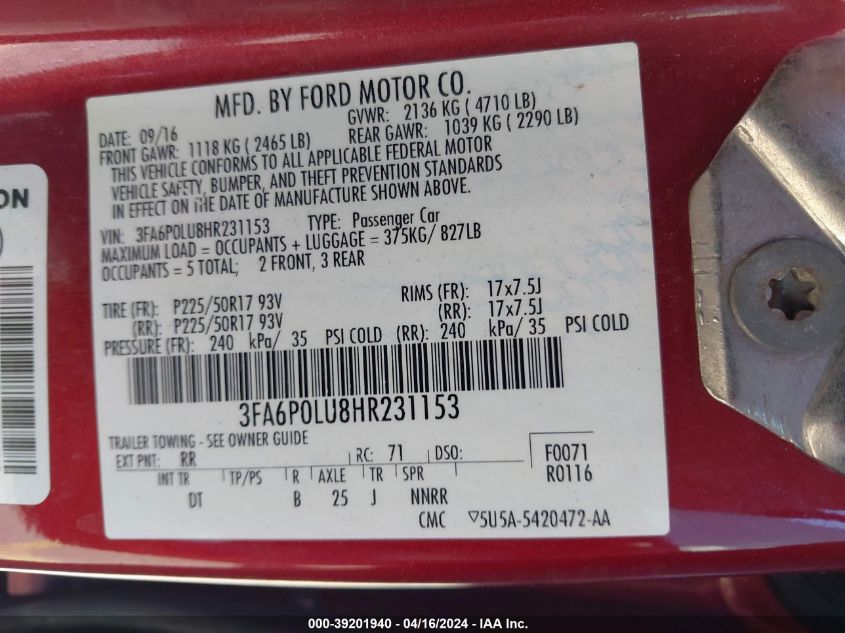 MFD. BY FORD MOTOR CO.
DATE: 09/16 GVWR: 2136 KG ( 4710 LB)
FRONT GAWR: 1118 KG ( 2465 LB) REAR GAWR: 1039 KG ( 2290 LB)
THIS VEHICLE CONFORMS TO ALL APPLICABLE FEDERAL MOTOR
VEHICLE SAFETY, BUMPER, AND THEFT PREVENTION STANDARDS
IN EFFECT ON THE DATE OF MANUFACTURE SHOWN ABOVE.
VIN: 3FA6P0LU8HR231153 TYPE: Passenger Car
MAXIMUM LOAD = OCCUPANTS + LUGGAGE = 375KG/ 827LB
OCCUPANTS = 5 TOTAL; 2 FRONT, 3 REAR
TIRE (FR): P225/50R17 93V RIMS (FR): 17x7.5J
(RR): P225/50R17 93V (RR): 17x7.5J
PRESSURE (FR): 240 kPa/ 35 PSI COLD (RR): 240 kPa/ 35 PSI COLD
3FA6P0LU8HR231153
TRAILER TOWING - SEE OWNER GUIDE
EXT PNT: RR RC: 71 DSO: F0071
INT TR TP/PS R AXLE TR SPR R0116
DT B 25 J NNRR
CMC ▽5U5A-5420472-AA
ON
000-39201940 / 04/16/2024 - IAA Inc.